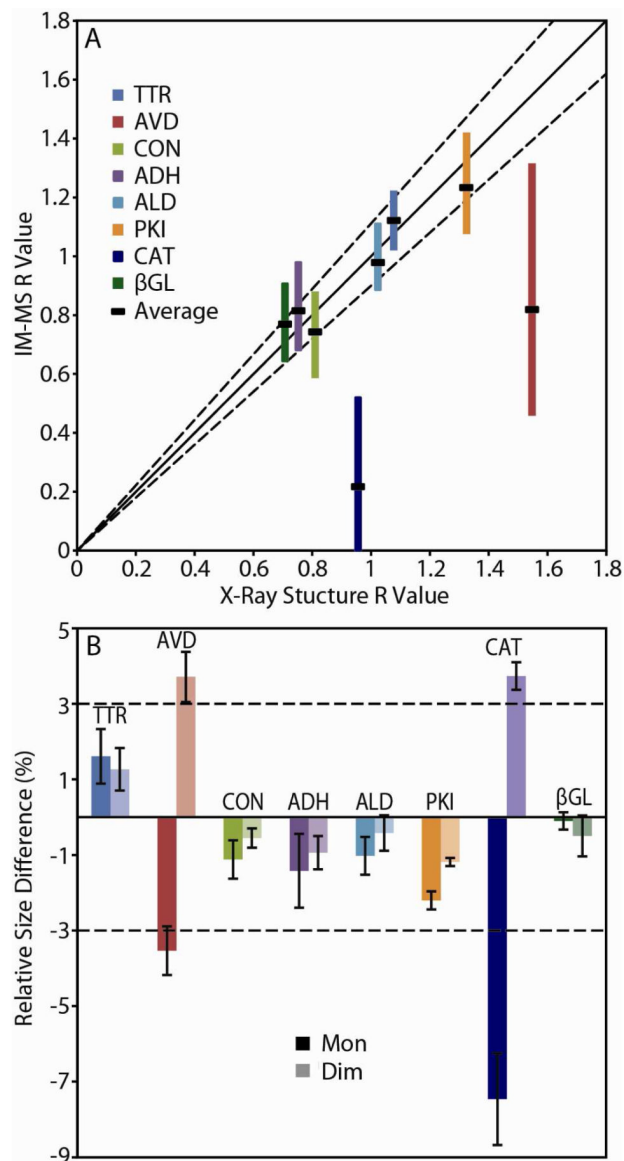 A
1.8
1.6
1.4
1.2
1
0.8
0.6
0.4
0.2
0
IM-MS R Value
TTR
AVD
CON
ADH
ALD
PKI
CAT
βGL
Average
0 0.2 0.4 0.6 0.8 1 1.2 1.4 1.6 1.8
X-Ray Stucture R Value
B
5
3
1
-1
-3
-5
-7
-9
Relative Size Difference (%)
TTR
AVD
CON
ADH
ALD
PKI
CAT
βGL
Mon
Dim